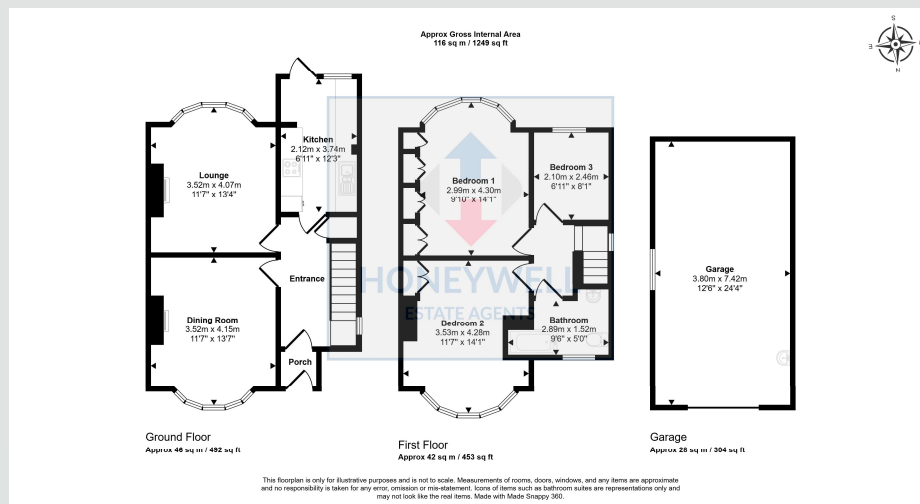 Approx Gross Internal Area
116 sq m / 1249 sq ft
S
E
N
Kitchen
2.12m x 3.74m
6'11" x 12'3"
Lounge
3.52m x 4.07m
11'7" x 13'4"
Bedroom 1
2.99m x 4.30m
9'10" x 14'1"
Bedroom 3
2.10m x 2.46m
6'11" x 8'1"
Entrance
Garage
3.80m x 7.42m
12'6" x 24'4"
HONEYWELL
ESTATE AGENTS
Dining Room
3.52m x 4.15m
11'7" x 13'7"
Bedroom 2
3.53m x 4.28m
11'7" x 14'1"
Bathroom
2.89m x 1.52m
9'6" x 5'0"
Porch
Ground Floor
Approx 46 sq m / 492 sq ft
First Floor
Approx 42 sq m / 453 sq ft
Garage
Approx 28 sq m / 304 sq ft
This floorplan is only for illustrative purposes and is not to scale. Measurements of rooms, doors, windows, and any items are approximate
and no responsibility is taken for any error, omission or mis-statement. Icons of items such as bathroom suites are representations only and
may not look like the real items. Made with Made Snappy 360.